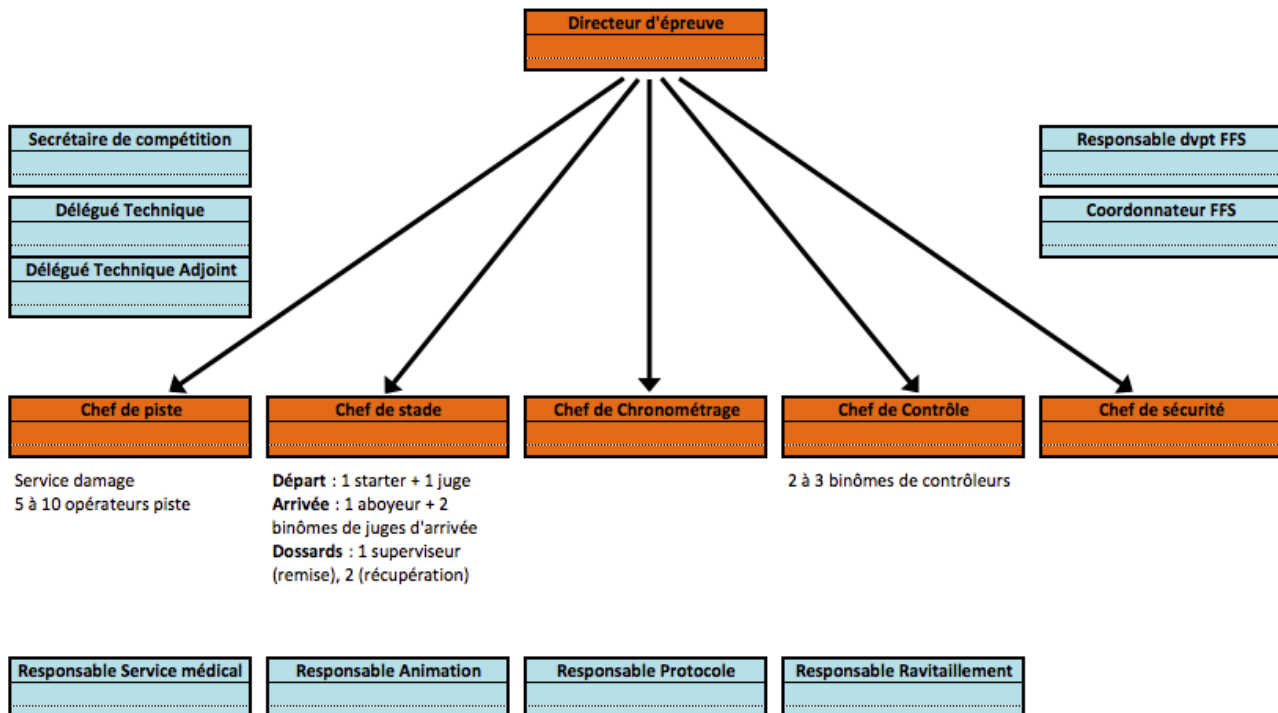 Directeur d'épreuve
Secrétaire de compétition
Responsable dvpt FFS
Délégué Technique
Coordonnateur FFS
Délégué Technique Adjoint
Chef de piste
Chef de stade
Chef de Chronométrage
Chef de Contrôle
Chef de sécurité
Service damage
5 à 10 opérateurs piste
Départ : 1 starter + 1 juge
Arrivée : 1 aboyeur + 2
binômes de juges d'arrivée
Dossards : 1 superviseur
(remise), 2 (récupération)
2 à 3 binômes de contrôleurs
Responsable Service médical
Responsable Animation
Responsable Protocole
Responsable Ravitaillement